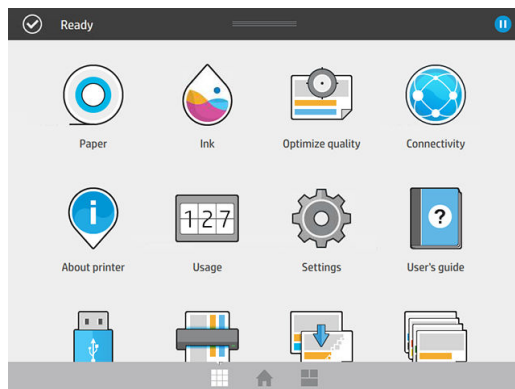 Ready
Paper
Ink
Optimize quality
Connectivity
i
127
?
About printer
Usage
Settings
User's guide